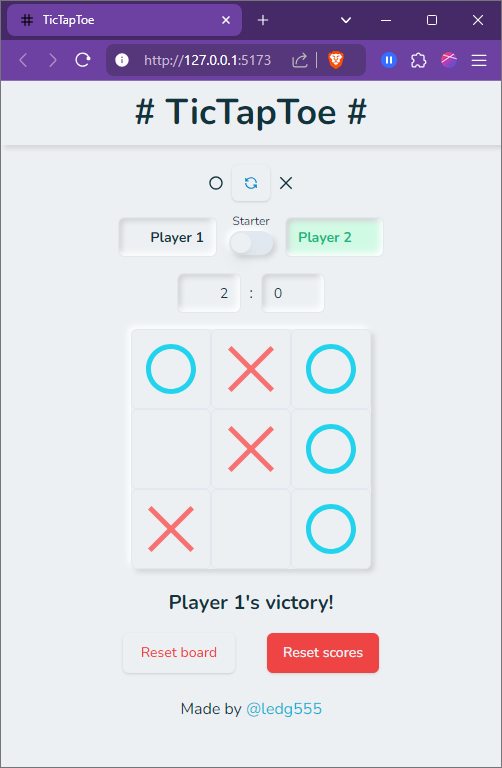 TicTapToe
http://127.0.0.1:5173
# TicTapToe #
Starter
Player 1
Player 2
2 : 0
Player 1's victory!
Reset board
Reset scores
Made by @ledg555